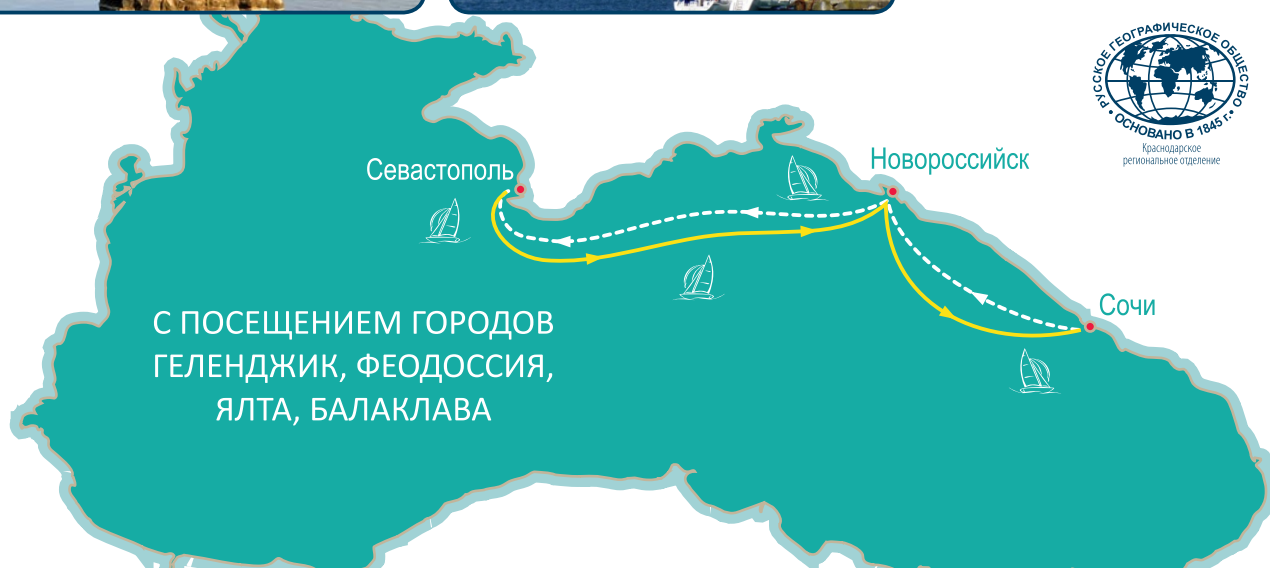 РУССКОЕ ГЕОГРАФИЧЕСКОЕ ОБЩЕСТВО
• ОСНОВАНО В 1845 г. •
Краснодарское
региональное отделение
Севастополь
Новороссийск
Сочи
С ПОСЕЩЕНИЕМ ГОРОДОВ
ГЕЛЕНДЖИК, ФЕОДОССИЯ,
ЯЛТА, БАЛАКЛАВА